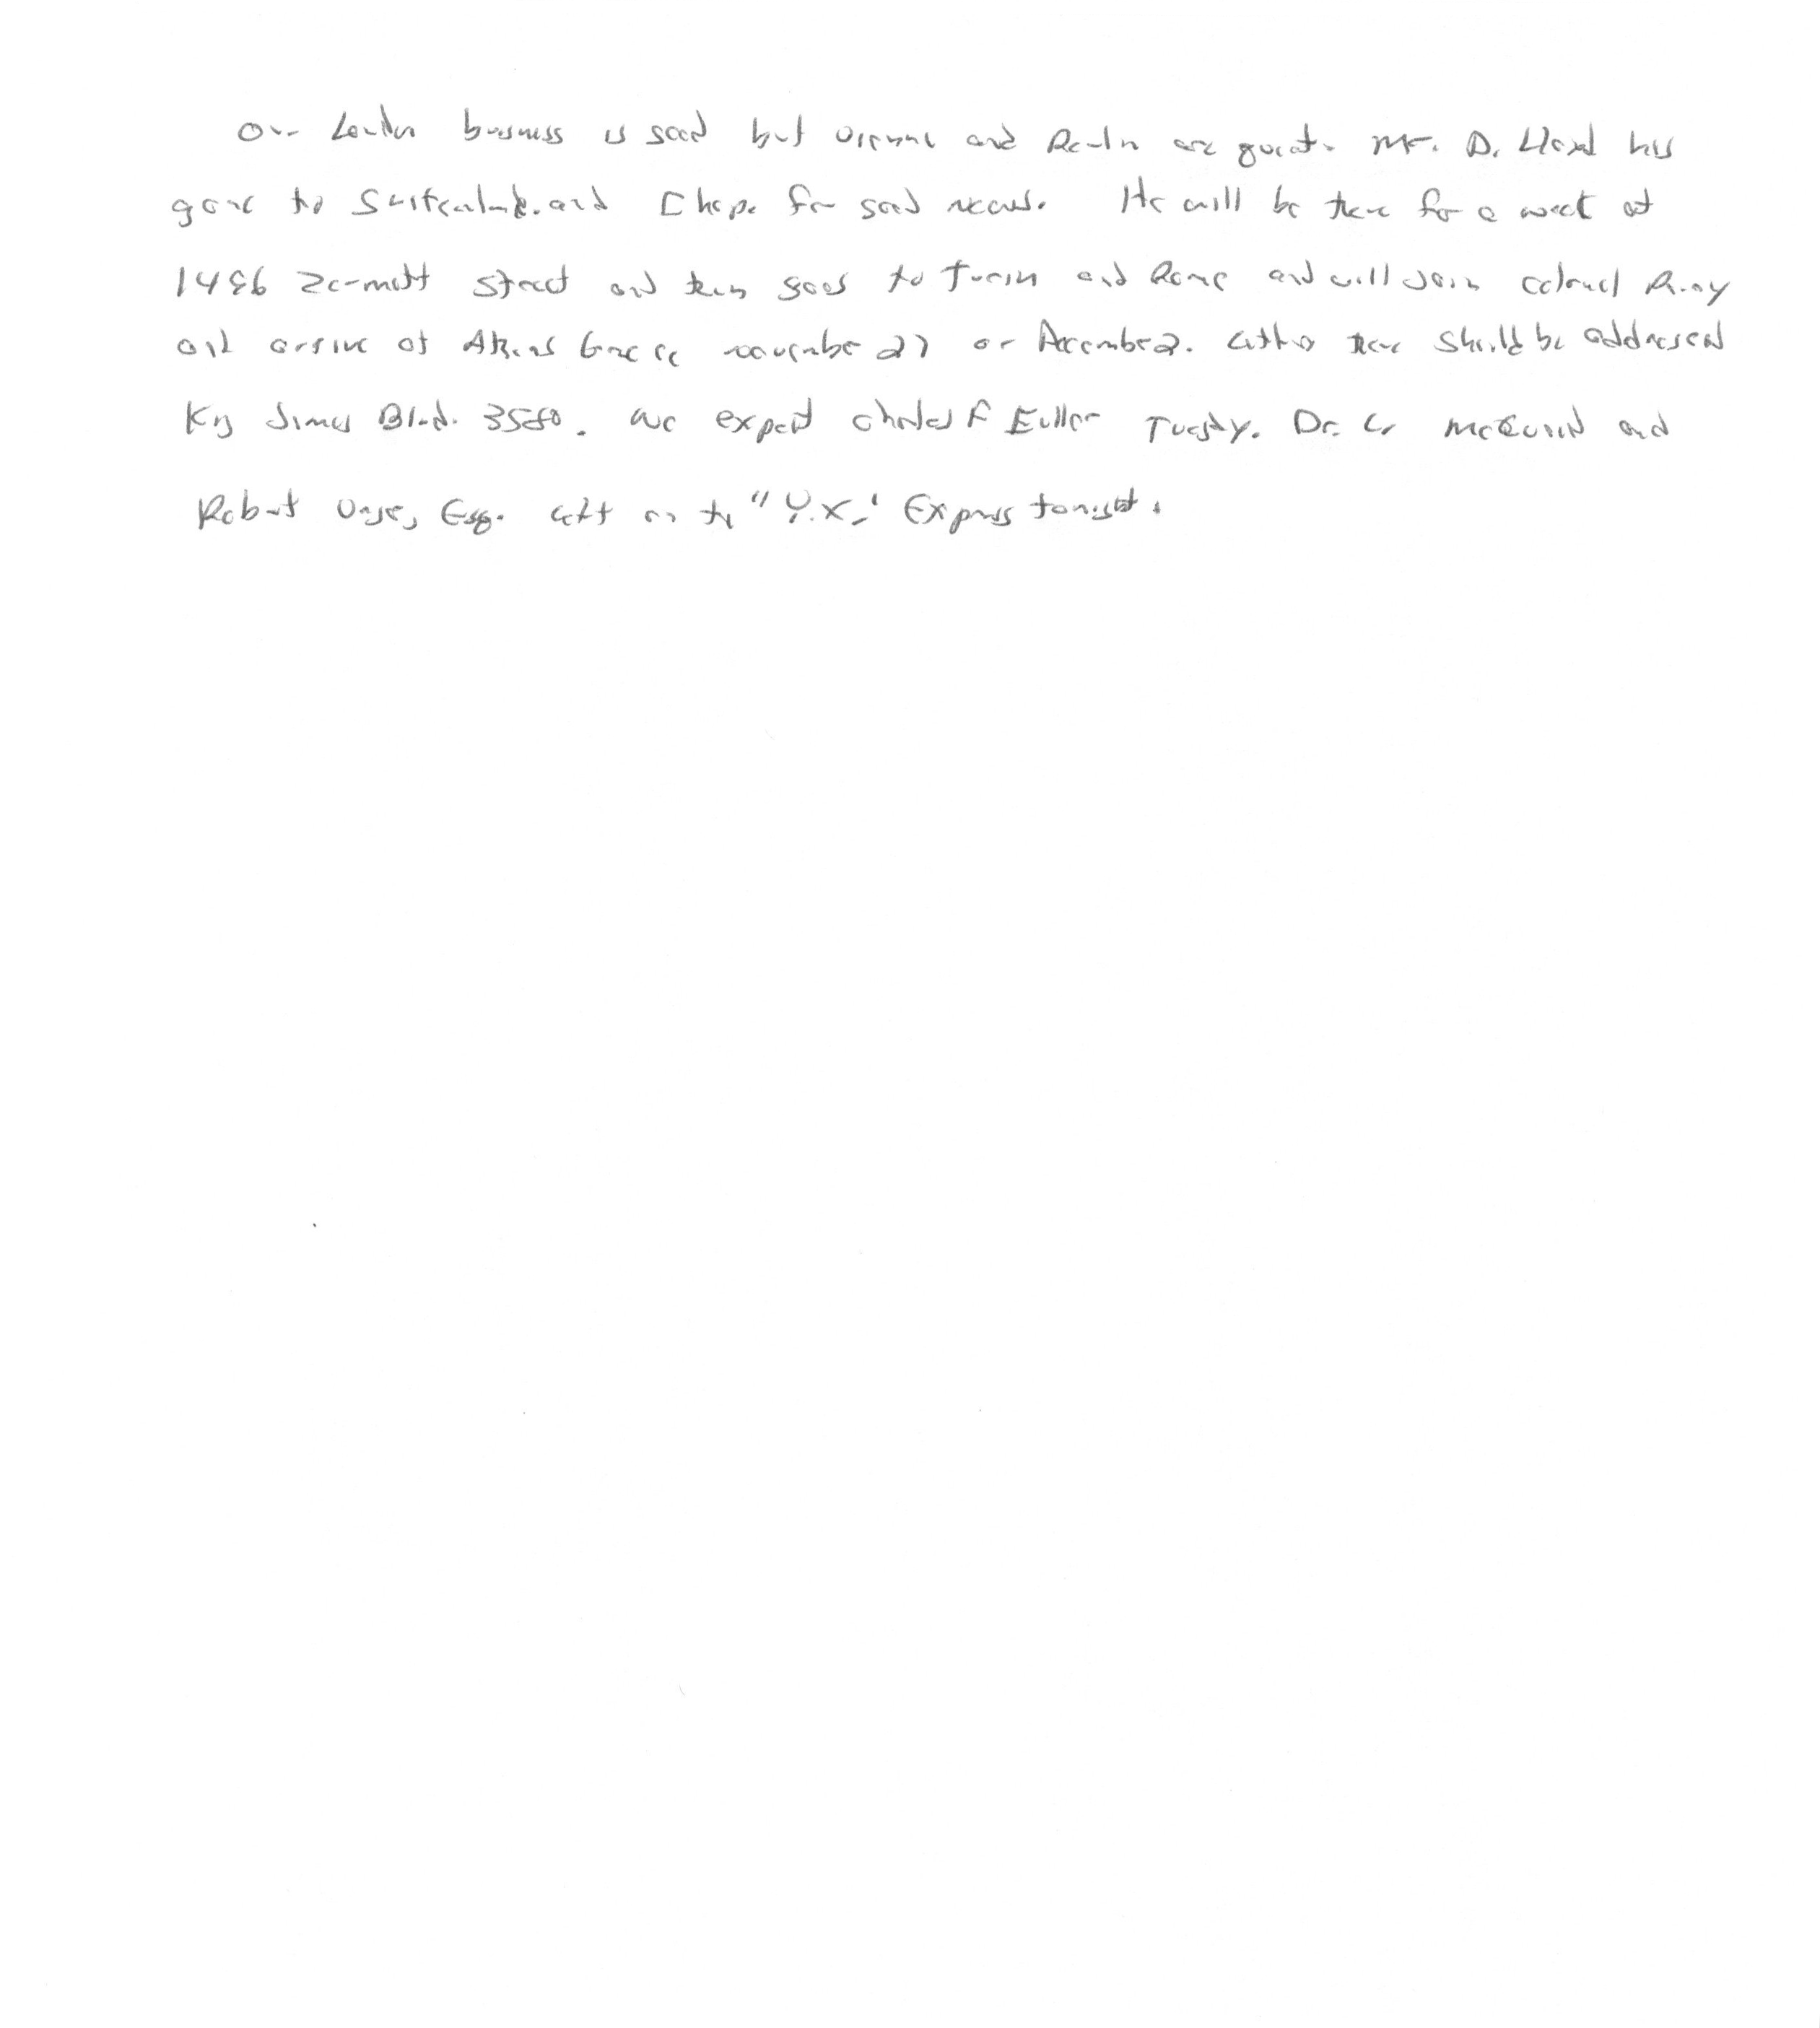 Our London business is good but Vienna and Berlin are quiet. Mr. D. Lloyd has
gone to Switzerland. and I hope for good news. He will be there for a week at
1496 Zermott Street and then goes to Turin and Rome and will join Colonel Parry
and arrive at Athens Greece november 27 or December 2. Letters there should be addressed
King James Blvd. 3580. We expect Charles F Fuller Tuesday. Dr. L. McQuaid and
Robert Unger, Esq. left on the "Y.X." Express tonight.